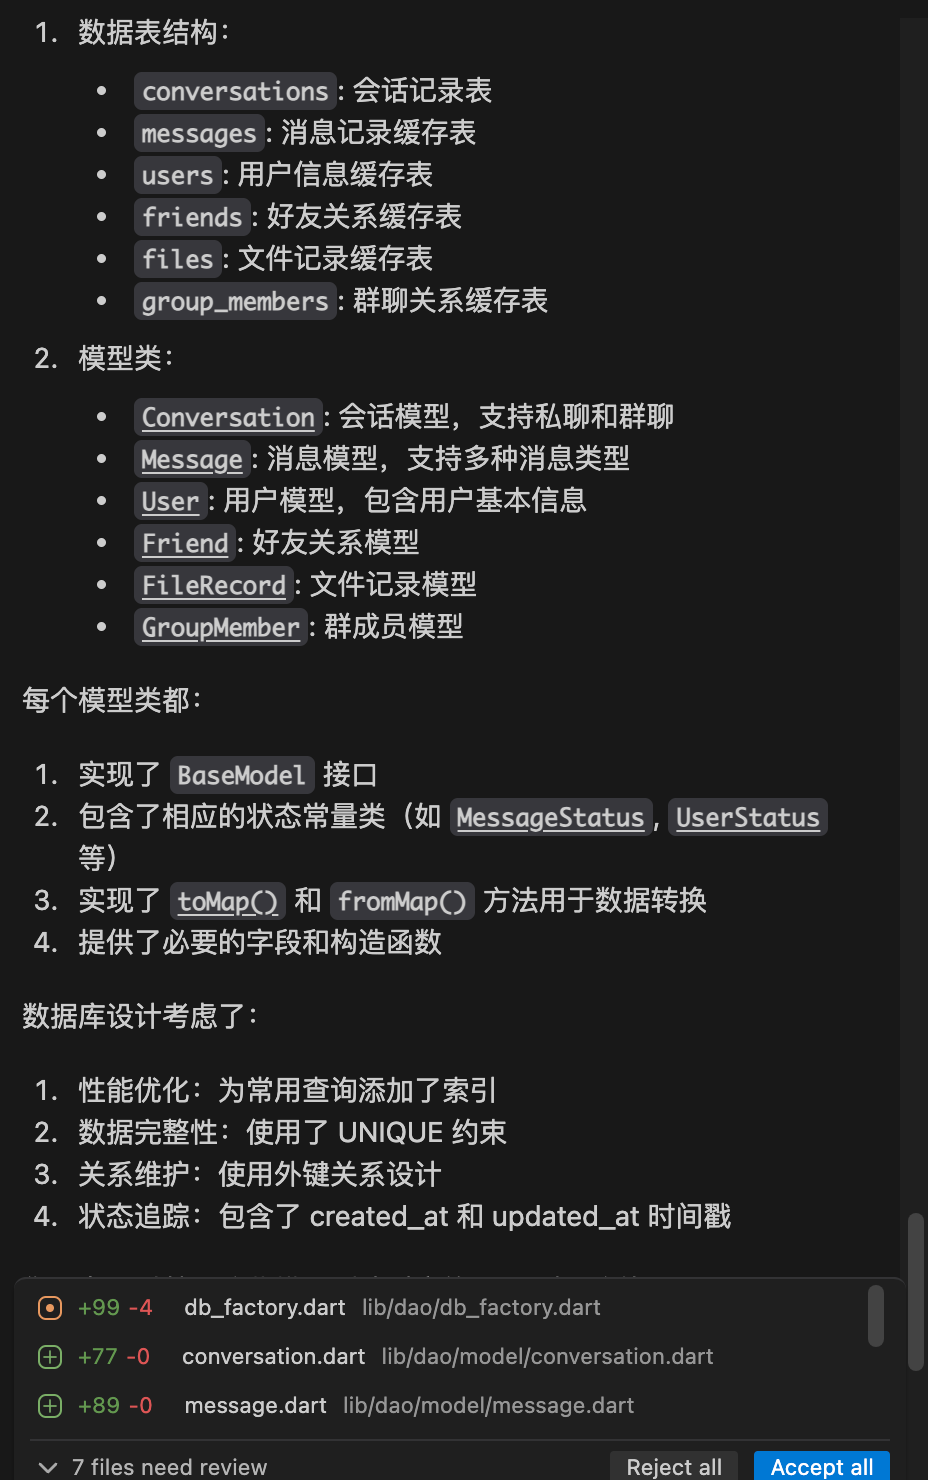 1. 数据表结构：
• conversations: 会话记录表
• messages: 消息记录缓存表
• users: 用户信息缓存表
• friends: 好友关系缓存表
• files: 文件记录缓存表
• group_members: 群聊关系缓存表
2. 模型类：
• Conversation: 会话模型，支持私聊和群聊
• Message: 消息模型，支持多种消息类型
• User: 用户模型，包含用户基本信息
• Friend: 好友关系模型
• FileRecord: 文件记录模型
• GroupMember: 群成员模型
每个模型类都：
1. 实现了 BaseModel 接口
2. 包含了相应的状态常量类（如 MessageStatus, UserStatus
等）
3. 实现了 toMap() 和 fromMap() 方法用于数据转换
4. 提供了必要的字段和构造函数
数据库设计考虑了：
1. 性能优化：为常用查询添加了索引
2. 数据完整性：使用了 UNIQUE 约束
3. 关系维护：使用外键关系设计
4. 状态追踪：包含了 created_at 和 updated_at 时间戳
+99 -4 db_factory.dart lib/dao/db_factory.dart
+77 -0 conversation.dart lib/dao/model/conversation.dart
+89 -0 message.dart lib/dao/model/message.dart
7 files need review Reject all Accept all